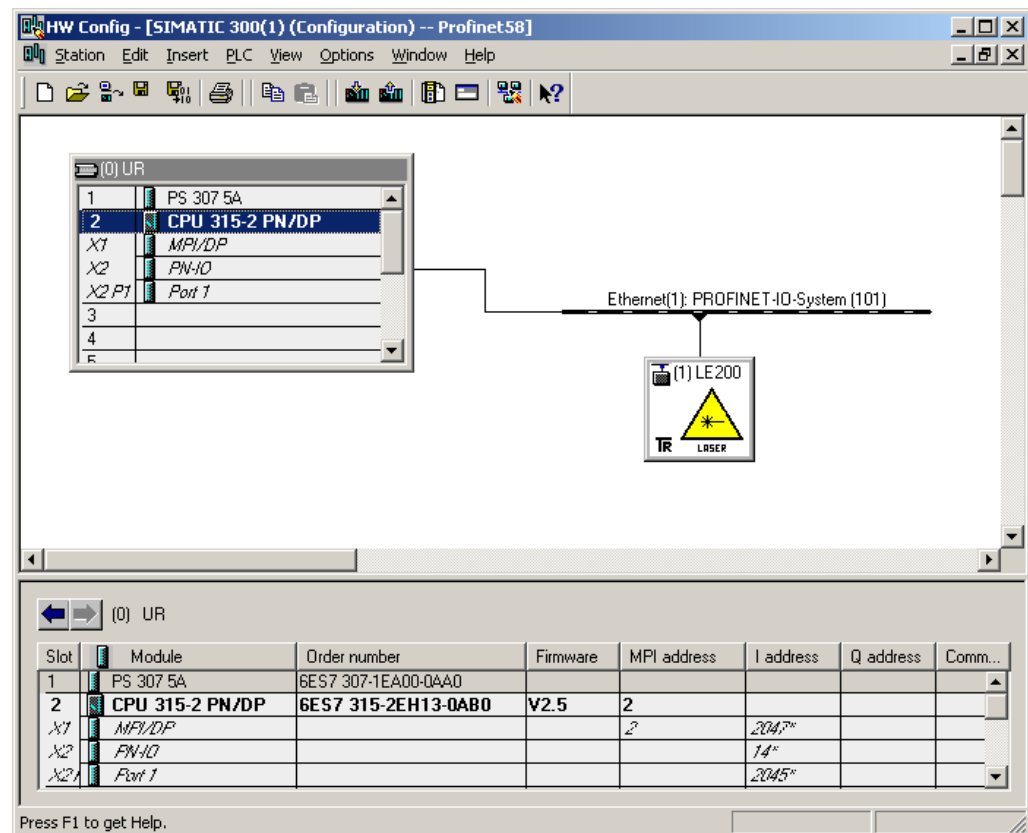 HW Config - [SIMATIC 300(1) (Configuration) -- Profinet58]
Station Edit Insert PLC View Options Window Help
(0) UR
1 PS 307 5A
2 CPU 315-2 PN/DP
X1 MPI/DP
X2 PN-IO
X2 P1 Port 1
3
4
5
Ethernet(1): PROFINET-IO-System (101)
(1) LE200
TR LASER
(0) UR
Slot Module Order number Firmware MPI address I address Q address Comm...
1 PS 307 5A 6ES7 307-1EA00-0AA0
2 CPU 315-2 PN/DP 6ES7 315-2EH13-0AB0 V2.5 2
X1 MPI/DP 2 2047*
X2 PN-IO 14*
X2 Port 1 2045*
Press F1 to get Help.